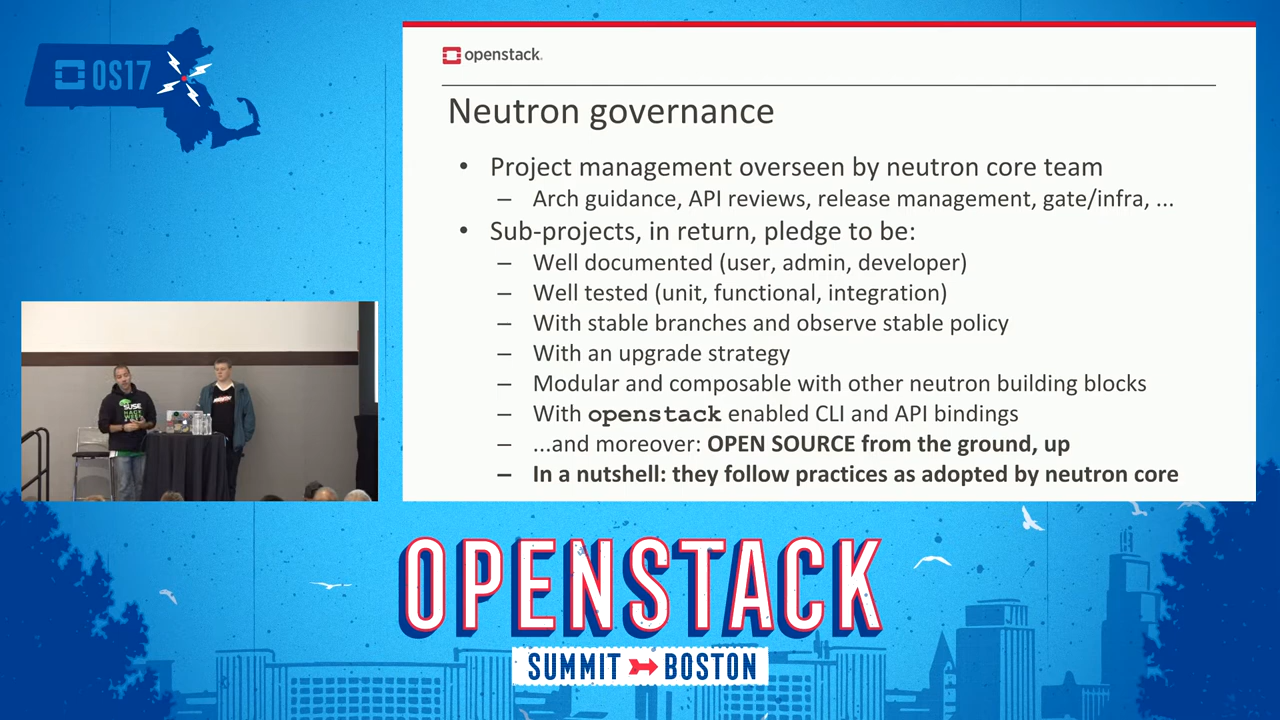 OS17
openstack.
Neutron governance
• Project management overseen by neutron core team
– Arch guidance, API reviews, release management, gate/infra, ...
• Sub-projects, in return, pledge to be:
– Well documented (user, admin, developer)
– Well tested (unit, functional, integration)
– With stable branches and observe stable policy
– With an upgrade strategy
– Modular and composable with other neutron building blocks
– With openstack enabled CLI and API bindings
– ...and moreover: OPEN SOURCE from the ground, up
– In a nutshell: they follow practices as adopted by neutron core
SUSE
HACK
WEEK
OPENSTACK
SUMMIT BOSTON